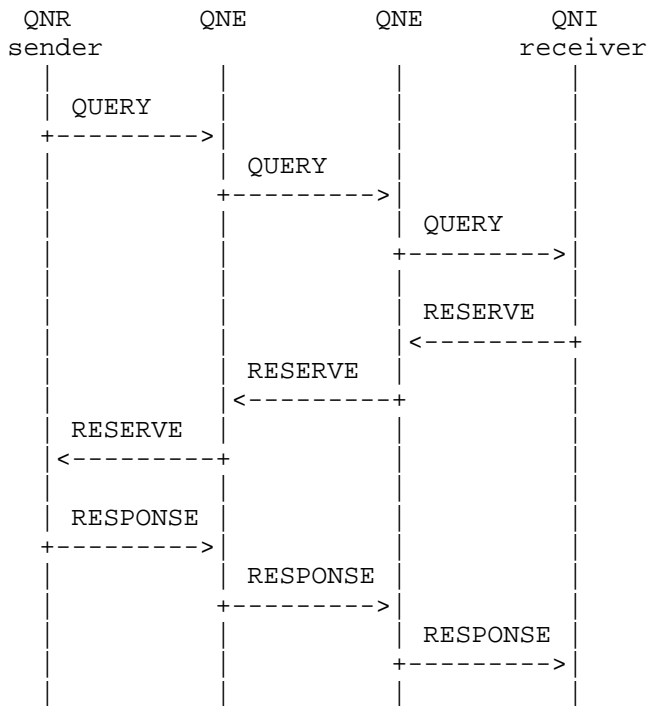 QNR QNE QNE QNI
sender receiver
QUERY
QUERY
QUERY
RESERVE
RESERVE
RESERVE
RESPONSE
RESPONSE
RESPONSE